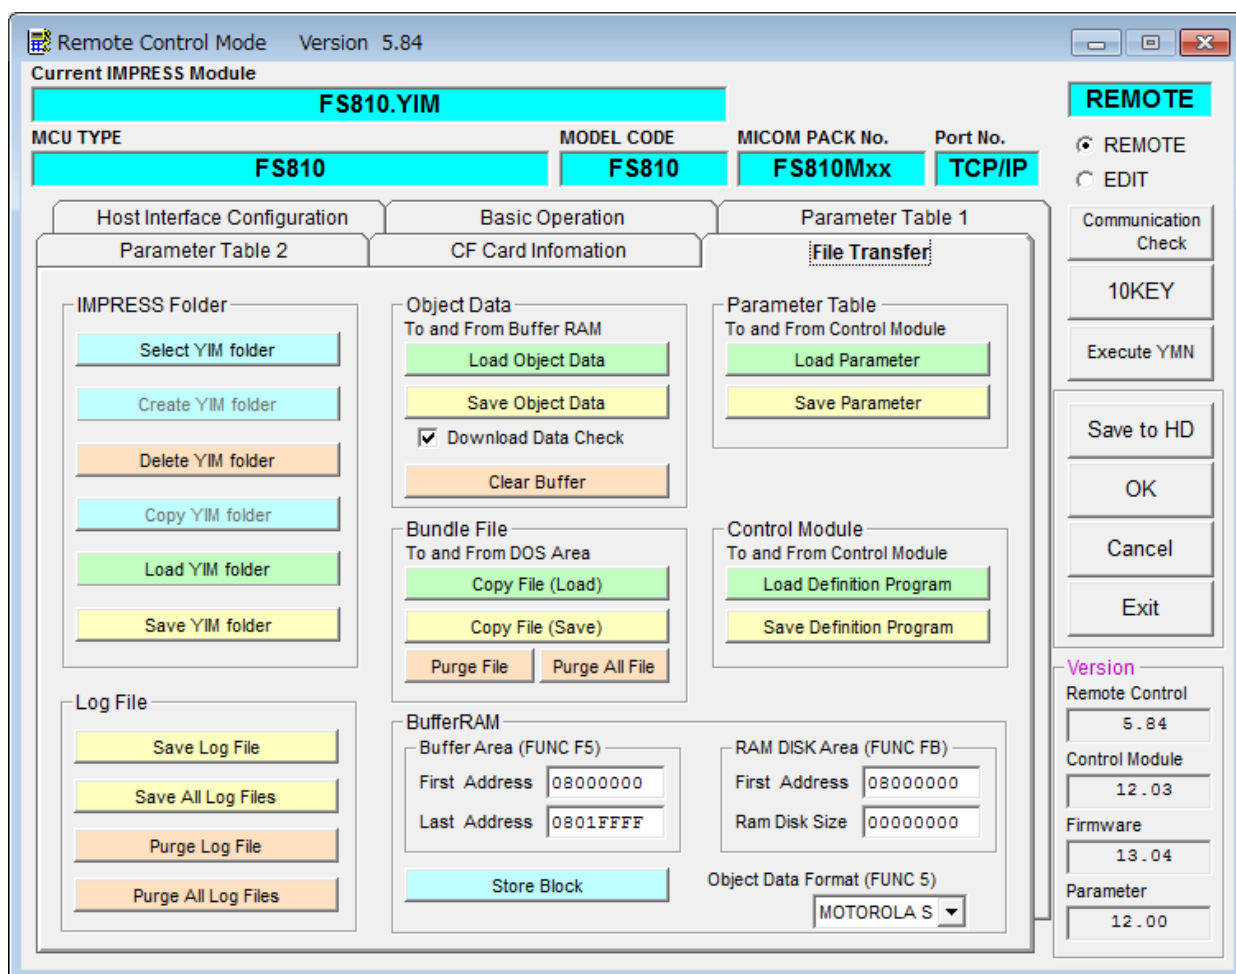 Remote Control Mode Version 5.84
Current IMPRESS Module
FS810.YIM
REMOTE
MCU TYPE MODEL CODE MICOM PACK No. Port No.
FS810 FS810 FS810Mxx TCP/IP
REMOTE
EDIT
Host Interface Configuration Basic Operation Parameter Table 1
Parameter Table 2 CF Card Infomation File Transfer
IMPRESS Folder
Select YIM folder
Create YIM folder
Delete YIM folder
Copy YIM folder
Load YIM folder
Save YIM folder
Log File
Save Log File
Save All Log Files
Purge Log File
Purge All Log Files
Object Data
To and From Buffer RAM
Load Object Data
Save Object Data
Download Data Check
Clear Buffer
Bundle File
To and From DOS Area
Copy File (Load)
Copy File (Save)
Purge File Purge All File
Parameter Table
To and From Control Module
Load Parameter
Save Parameter
Control Module
To and From Control Module
Load Definition Program
Save Definition Program
BufferRAM
Buffer Area (FUNC F5)
First Address 08000000
Last Address 0801FFFF
RAM DISK Area (FUNC FB)
First Address 08000000
Ram Disk Size 00000000
Store Block
Object Data Format (FUNC 5)
MOTOROLA S
Communication
Check
10KEY
Execute YMN
Save to HD
OK
Cancel
Exit
Version
Remote Control
5.84
Control Module
12.03
Firmware
13.04
Parameter
12.00